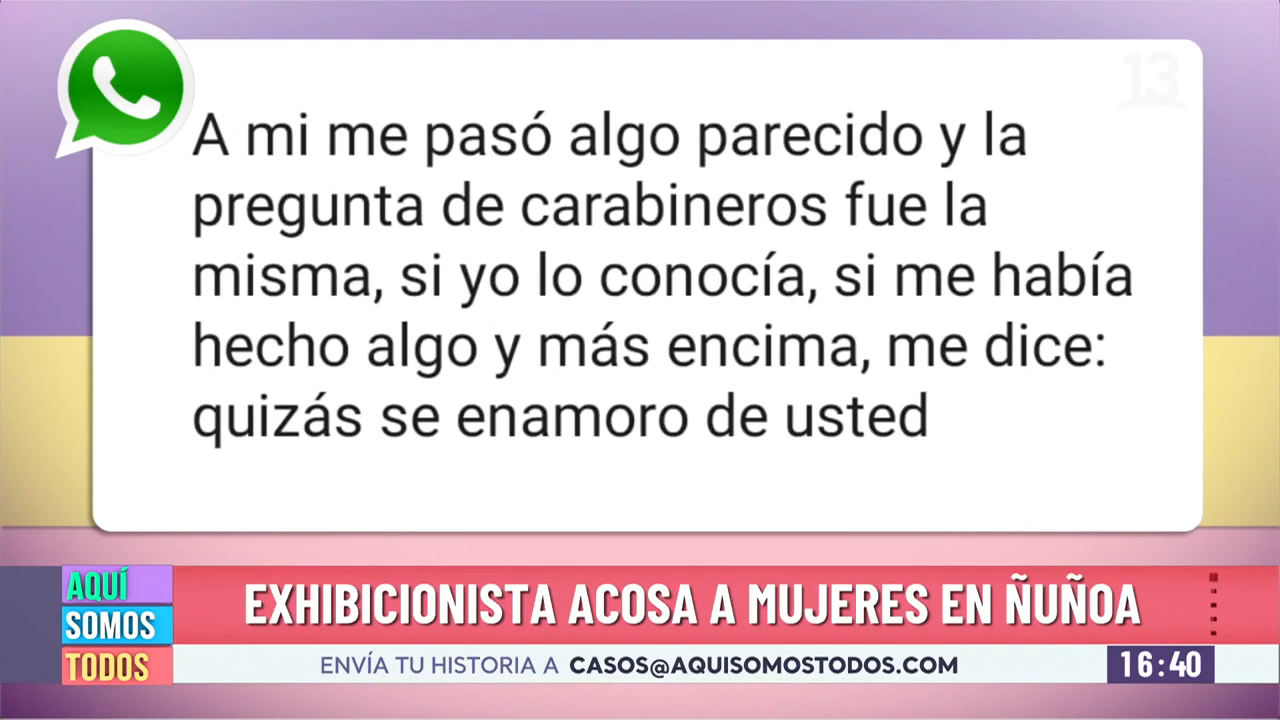 13
A mi me pasó algo parecido y la
pregunta de carabineros fue la
misma, si yo lo conocía, si me había
hecho algo y más encima, me dice:
quizás se enamoro de usted
AQUÍ
SOMOS
TODOS
EXHIBICIONISTA ACOSA A MUJERES EN ÑUÑOA
ENVÍA TU HISTORIA A CASOS@AQUISOMOSTODOS.COM
16:40